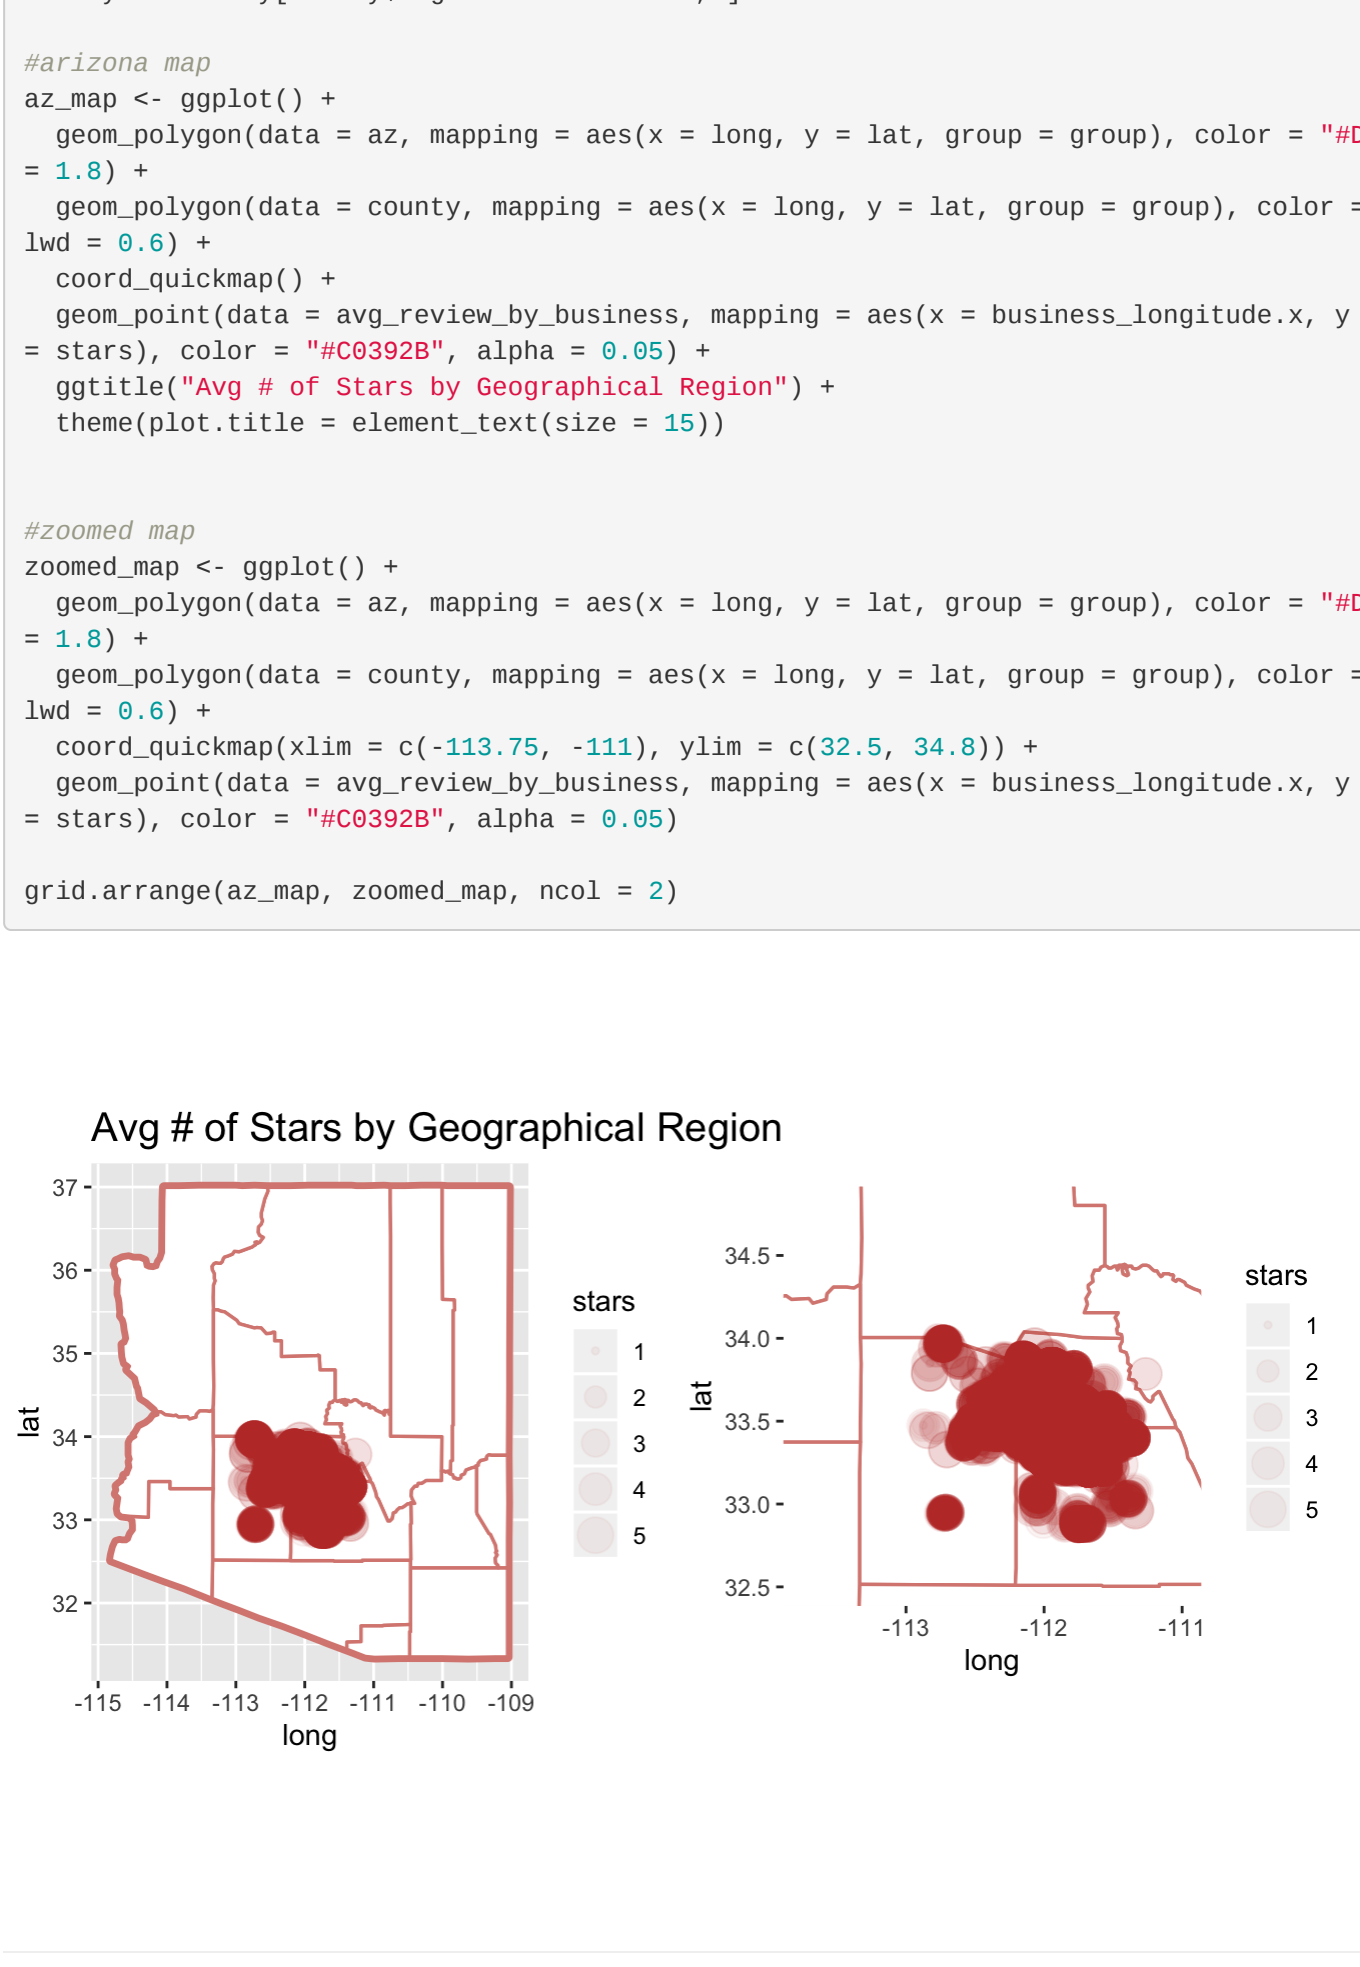 #arizona map
az_map <- ggplot() +
  geom_polygon(data = az, mapping = aes(x = long, y = lat, group = group), color = "#D
= 1.8) +
  geom_polygon(data = county, mapping = aes(x = long, y = lat, group = group), color =
lwd = 0.6) +
  coord_quickmap() +
  geom_point(data = avg_review_by_business, mapping = aes(x = business_longitude.x, y
= stars), color = "#C0392B", alpha = 0.05) +
  ggtitle("Avg # of Stars by Geographical Region") +
  theme(plot.title = element_text(size = 15))
#zoomed map
zoomed_map <- ggplot() +
  geom_polygon(data = az, mapping = aes(x = long, y = lat, group = group), color = "#D
= 1.8) +
  geom_polygon(data = county, mapping = aes(x = long, y = lat, group = group), color =
lwd = 0.6) +
  coord_quickmap(xlim = c(-113.75, -111), ylim = c(32.5, 34.8)) +
  geom_point(data = avg_review_by_business, mapping = aes(x = business_longitude.x, y
= stars), color = "#C0392B", alpha = 0.05)
grid.arrange(az_map, zoomed_map, ncol = 2)
Avg # of Stars by Geographical Region
37
36
35
34
33
32
lat
-115 -114 -113 -112 -111 -110 -109
long
stars
1
2
3
4
5
34.5
34.0
33.5
33.0
32.5
lat
-113 -112 -111
long
stars
1
2
3
4
5